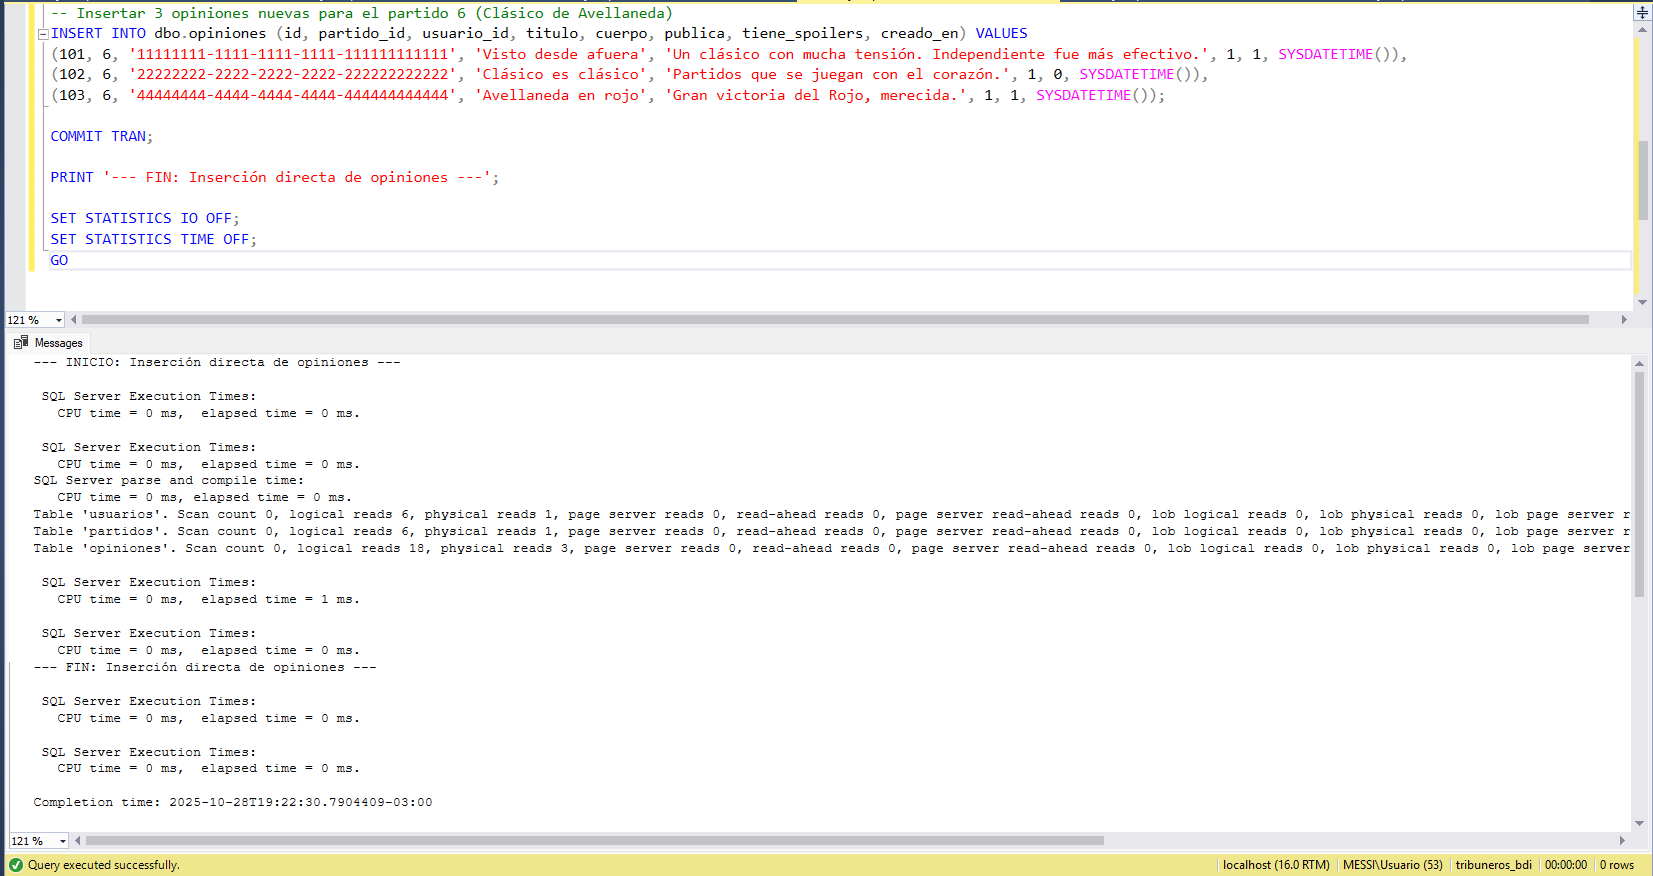 -- Insertar 3 opiniones nuevas para el partido 6 (Clásico de Avellaneda)
INSERT INTO dbo.opiniones (id, partido_id, usuario_id, titulo, cuerpo, publica, tiene_spoilers, creado_en) VALUES
(101, 6, '11111111-1111-1111-1111-111111111111', 'Visto desde afuera', 'Un clásico con mucha tensión. Independiente fue más efectivo.', 1, 1, SYSDATETIME()),
(102, 6, '22222222-2222-2222-2222-222222222222', 'Clásico es clásico', 'Partidos que se juegan con el corazón.', 1, 0, SYSDATETIME()),
(103, 6, '44444444-4444-4444-4444-444444444444', 'Avellaneda en rojo', 'Gran victoria del Rojo, merecida.', 1, 1, SYSDATETIME());
COMMIT TRAN;
PRINT '--- FIN: Inserción directa de opiniones ---';
SET STATISTICS IO OFF;
SET STATISTICS TIME OFF;
GO
121 %
Messages
--- INICIO: Inserción directa de opiniones ---
SQL Server Execution Times:
CPU time = 0 ms,  elapsed time = 0 ms.
SQL Server Execution Times:
CPU time = 0 ms,  elapsed time = 0 ms.
SQL Server parse and compile time:
CPU time = 0 ms, elapsed time = 0 ms.
Table 'usuarios'. Scan count 0, logical reads 6, physical reads 1, page server reads 0, read-ahead reads 0, page server read-ahead reads 0, lob logical reads 0, lob physical reads 0, lob page server r
Table 'partidos'. Scan count 0, logical reads 6, physical reads 1, page server reads 0, read-ahead reads 0, page server read-ahead reads 0, lob logical reads 0, lob physical reads 0, lob page server r
Table 'opiniones'. Scan count 0, logical reads 18, physical reads 3, page server reads 0, read-ahead reads 0, page server read-ahead reads 0, lob logical reads 0, lob physical reads 0, lob page server
SQL Server Execution Times:
CPU time = 0 ms,  elapsed time = 1 ms.
SQL Server Execution Times:
CPU time = 0 ms,  elapsed time = 0 ms.
--- FIN: Inserción directa de opiniones ---
SQL Server Execution Times:
CPU time = 0 ms,  elapsed time = 0 ms.
SQL Server Execution Times:
CPU time = 0 ms,  elapsed time = 0 ms.
Completion time: 2025-10-28T19:22:30.7904409-03:00
121 %
Query executed successfully. localhost (16.0 RTM) MESSI\Usuario (53) tribuneros_bdi 00:00:00 0 rows